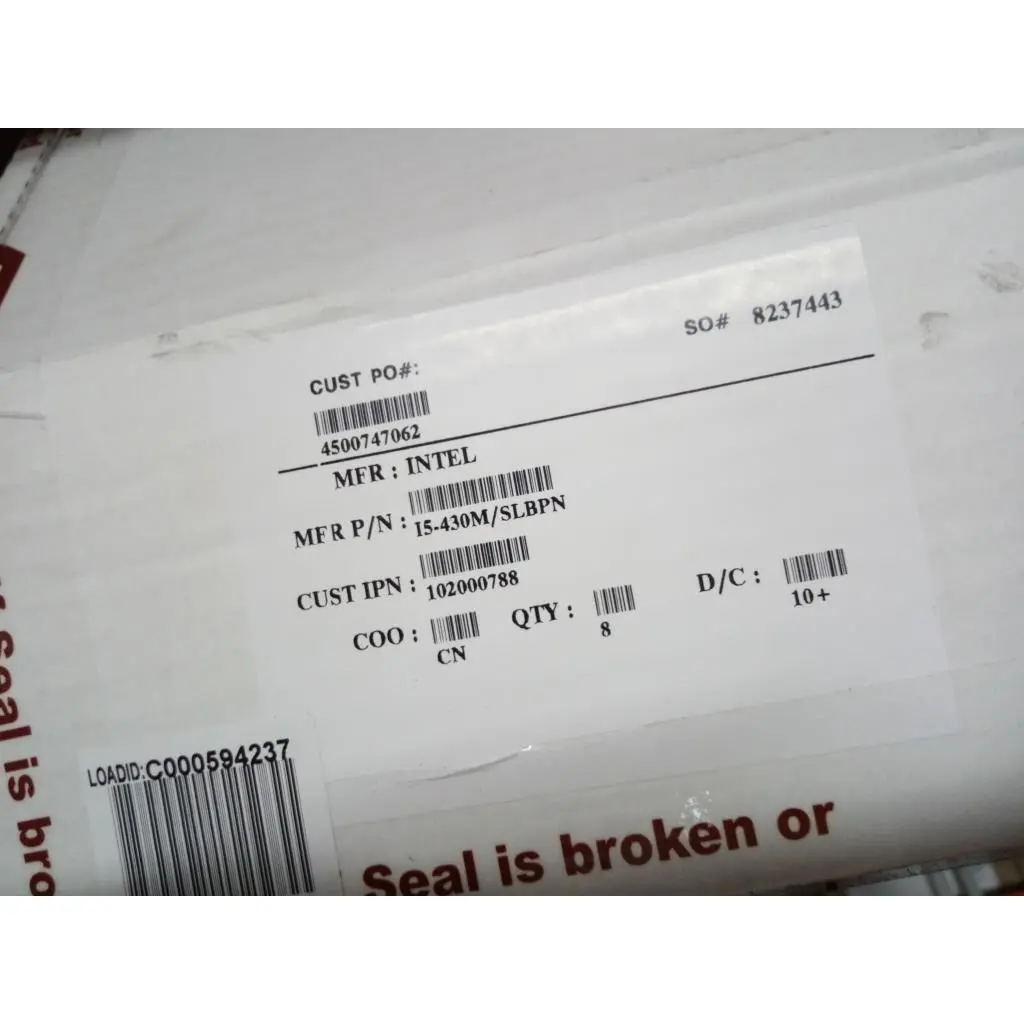 SO# 8237443
CUST PO#:
4500747062
MFR : INTEL
MFR P/N : I5-430M/SLBPN
CUST IPN : 102000788
COO : CN
QTY : 8
D/C : 10+
LOADID:C000594237
Seal is broken or
seal is bro